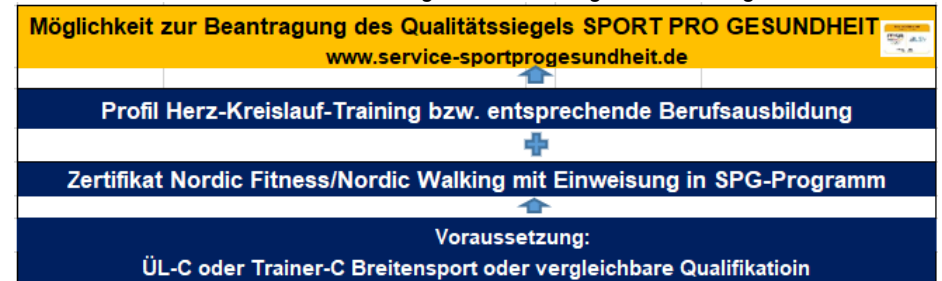 Möglichkeit zur Beantragung des Qualitätssiegels SPORT PRO GESUNDHEIT
www.service-sportprogesundheit.de
Profil Herz-Kreislauf-Training bzw. entsprechende Berufsausbildung
Zertifikat Nordic Fitness/Nordic Walking mit Einweisung in SPG-Programm
Voraussetzung:
ÜL-C oder Trainer-C Breitensport oder vergleichbare Qualifikatioin